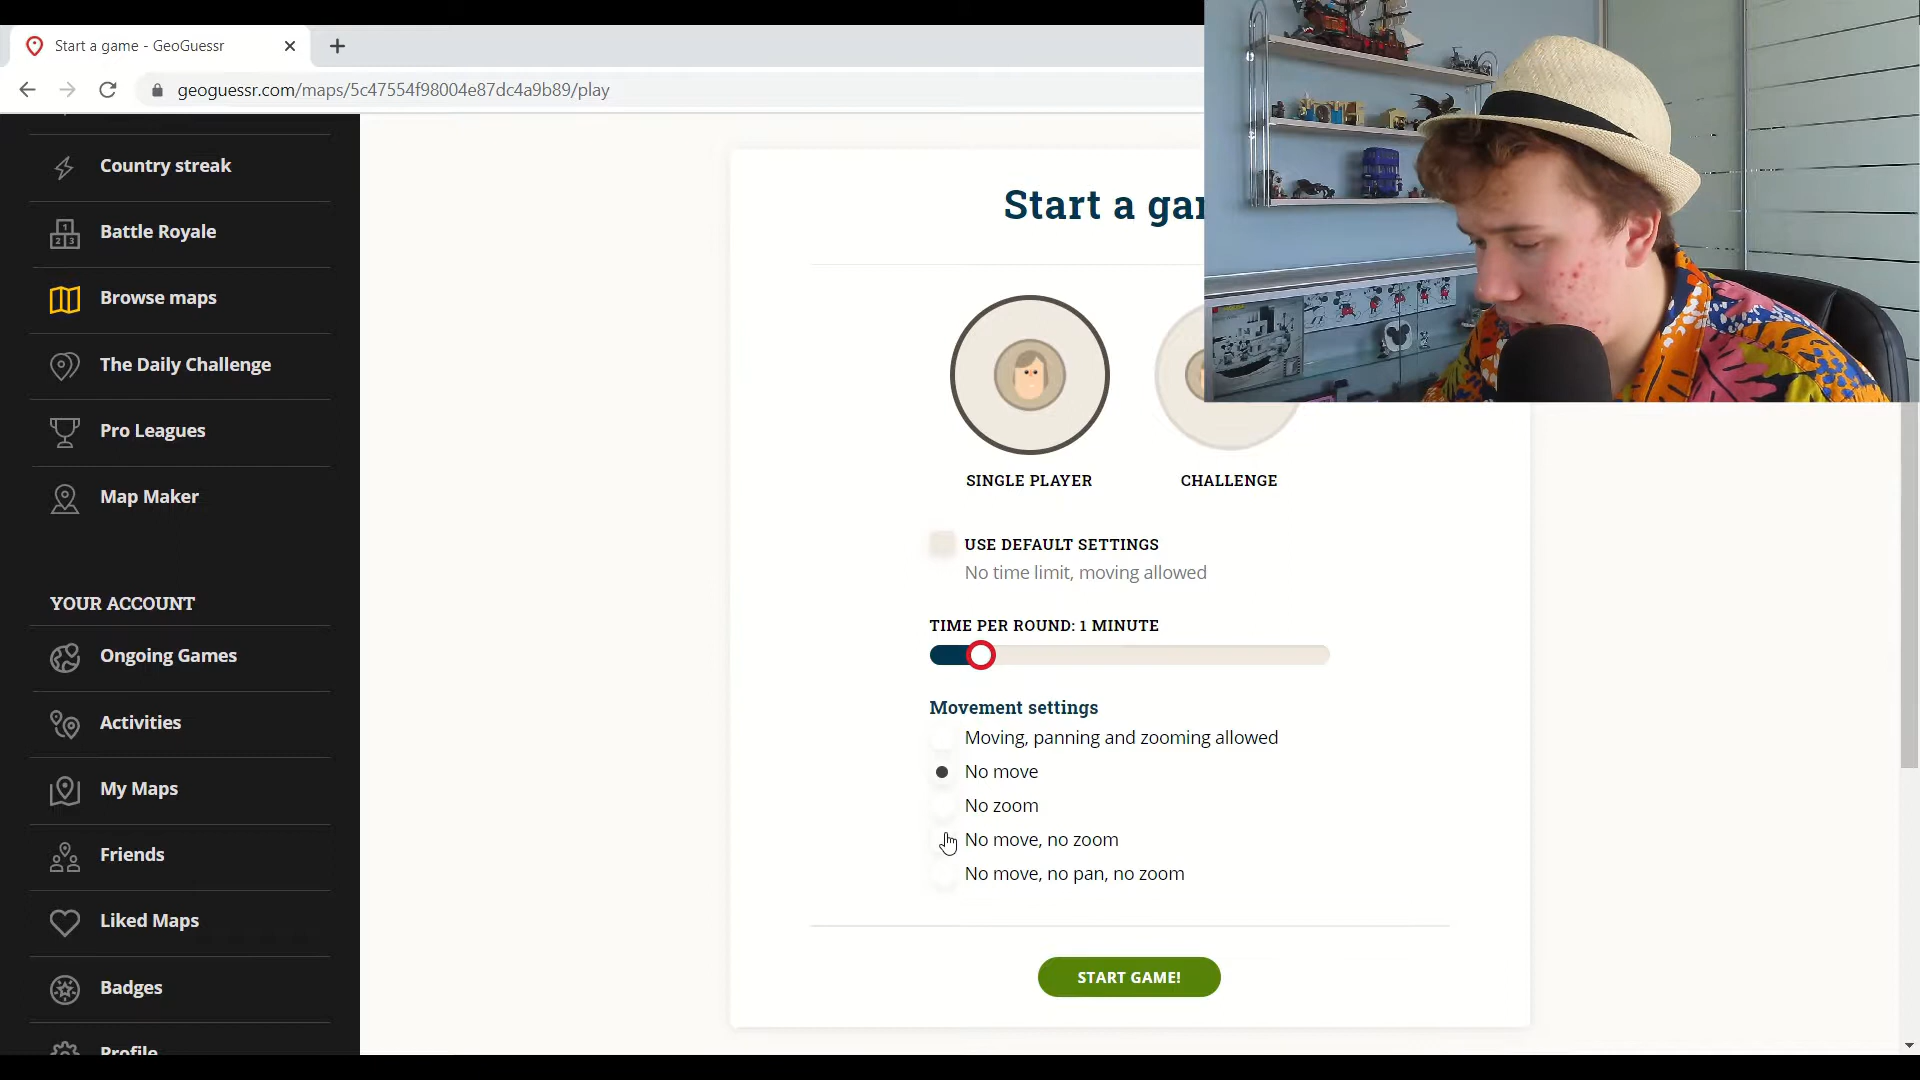 Start a game - GeoGuessr
geoguessr.com/maps/5c47554f98004e87dc4a9b89/play
Country streak
Battle Royale
Browse maps
The Daily Challenge
Pro Leagues
Map Maker
YOUR ACCOUNT
Ongoing Games
Activities
My Maps
Friends
Liked Maps
Badges
Profile
Start a
SINGLE PLAYER
CHALLENGE
USE DEFAULT SETTINGS
No time limit, moving allowed
TIME PER ROUND: 1 MINUTE
Movement settings
Moving, panning and zooming allowed
No move
No zoom
No move, no zoom
No move, no pan, no zoom
START GAME!